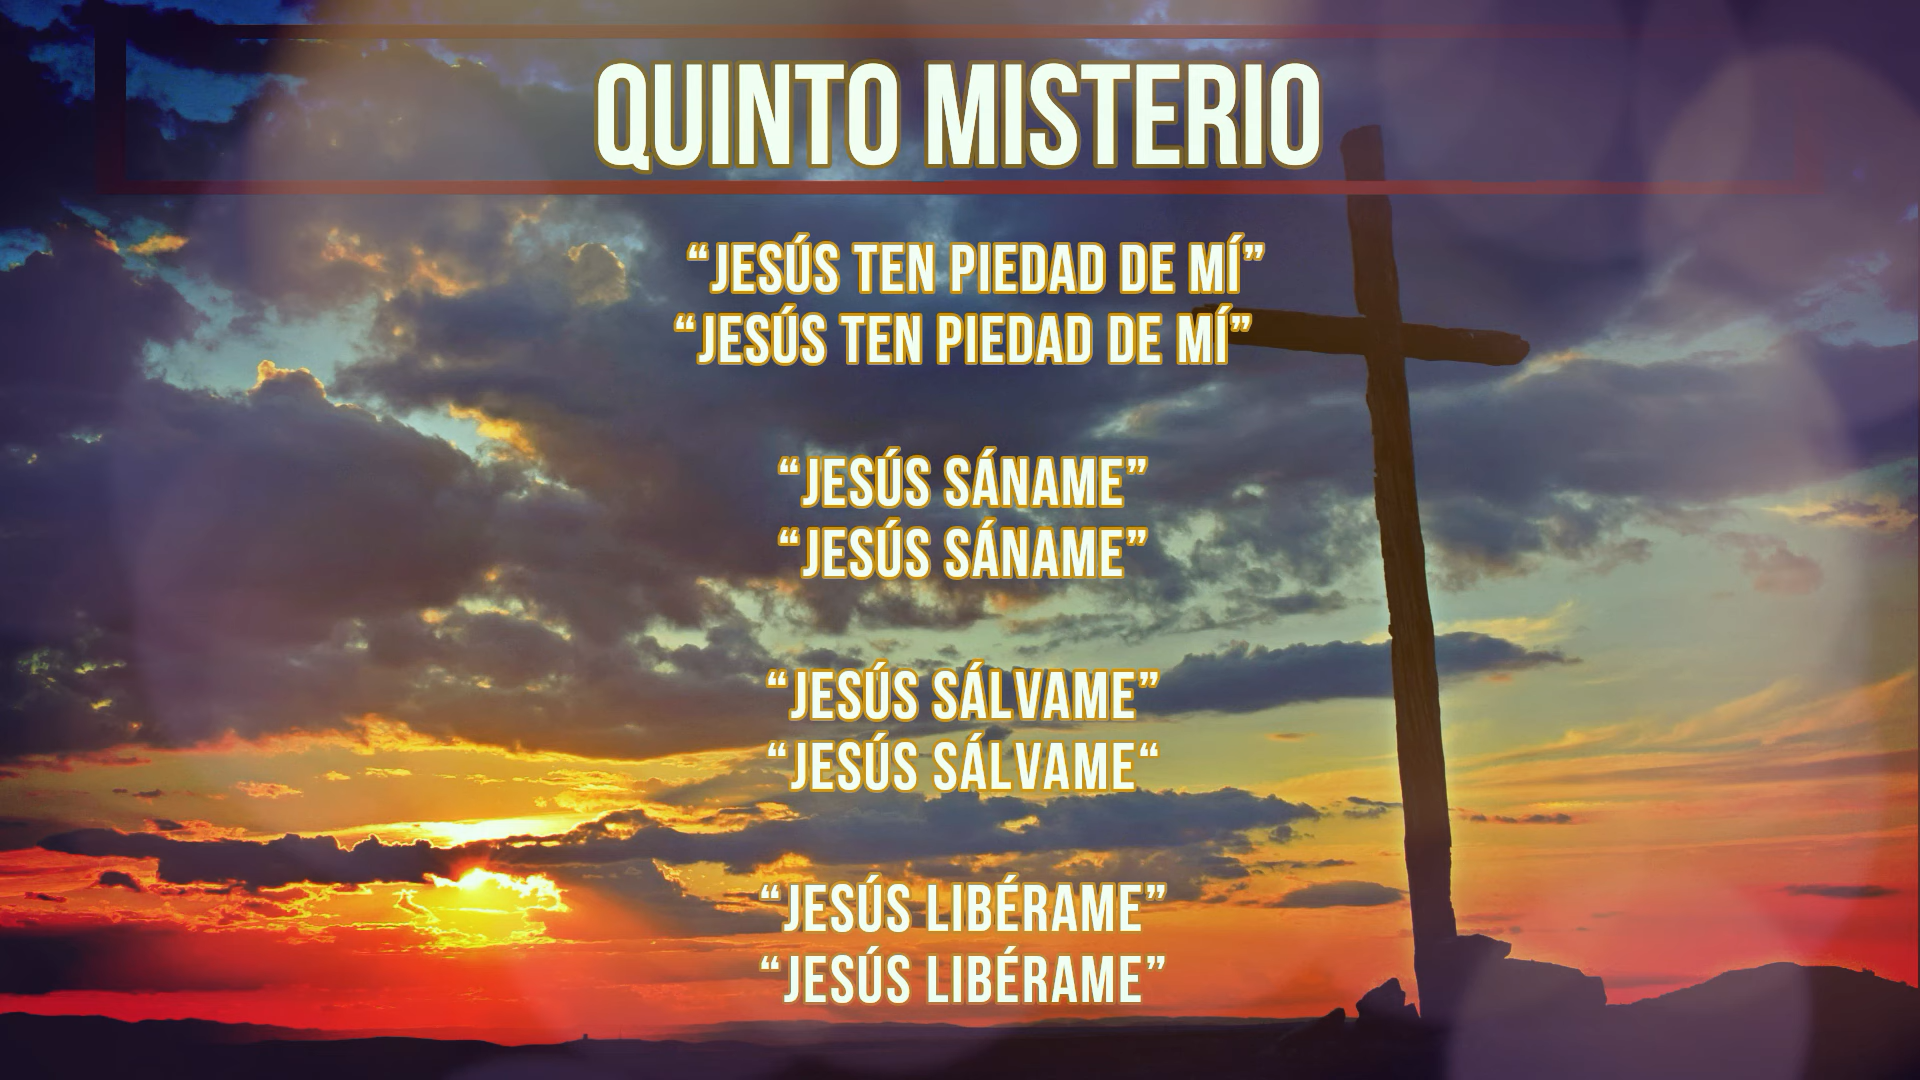 QUINTO MISTERIO
“JESÚS TEN PIEDAD DE MÍ”
“JESÚS TEN PIEDAD DE MÍ”
“JESÚS SÁNAME”
“JESÚS SÁNAME”
“JESÚS SÁLVAME”
“JESÚS SÁLVAME“
“JESÚS LIBÉRAME”
“JESÚS LIBÉRAME”